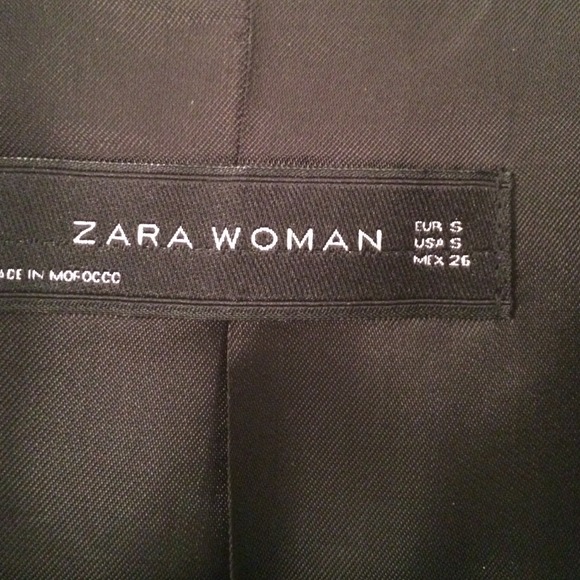 ZARA WOMAN
EUR S
USA S
MEX 26
ADE IN MOROCCO